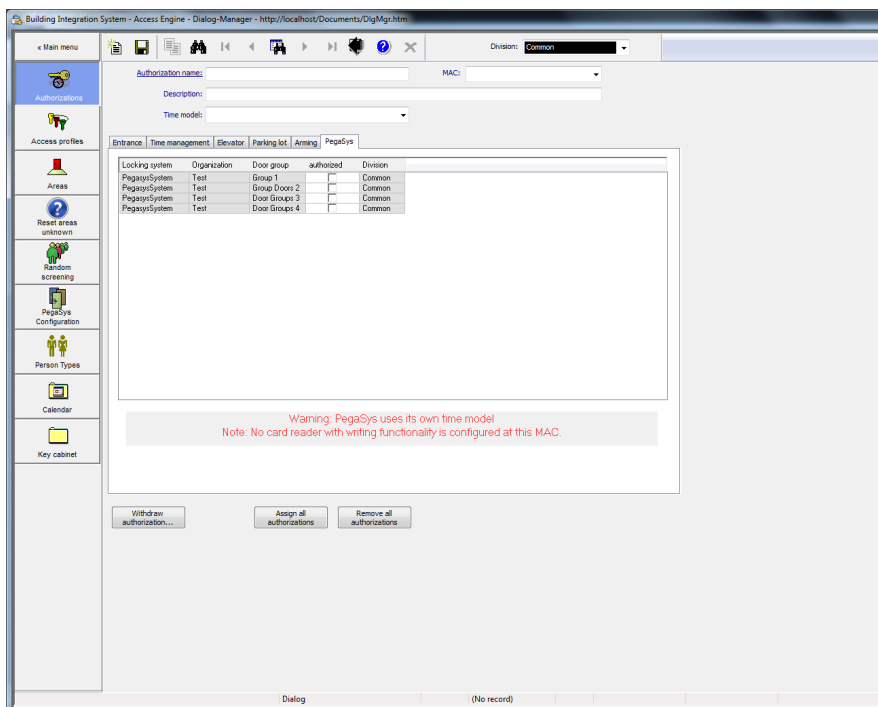 Building Integration System - Access Engine - Dialog-Manager - http://localhost/Documents/DlgMgr.htm
« Main menu
Division: Common
Authorizations
Access profiles
Areas
Reset areas
unknown
Random
screening
PegaSys
Configuration
Person Types
Calendar
Key cabinet
Authorization name:
MAC:
Description:
Time model:
Entrance Time management Elevator Parking lot Arming PegaSys
Locking system Organization Door group authorized Division
PegasysSystem Test Group 1 Common
PegasysSystem Test Group Doors 2 Common
PegasysSystem Test Door Groups 3 Common
PegasysSystem Test Door Groups 4 Common
Warning: PegaSys uses its own time model
Note: No card reader with writing functionality is configured at this MAC.
Withdraw
authorization...
Assign all
authorizations
Remove all
authorizations
Dialog (No record)